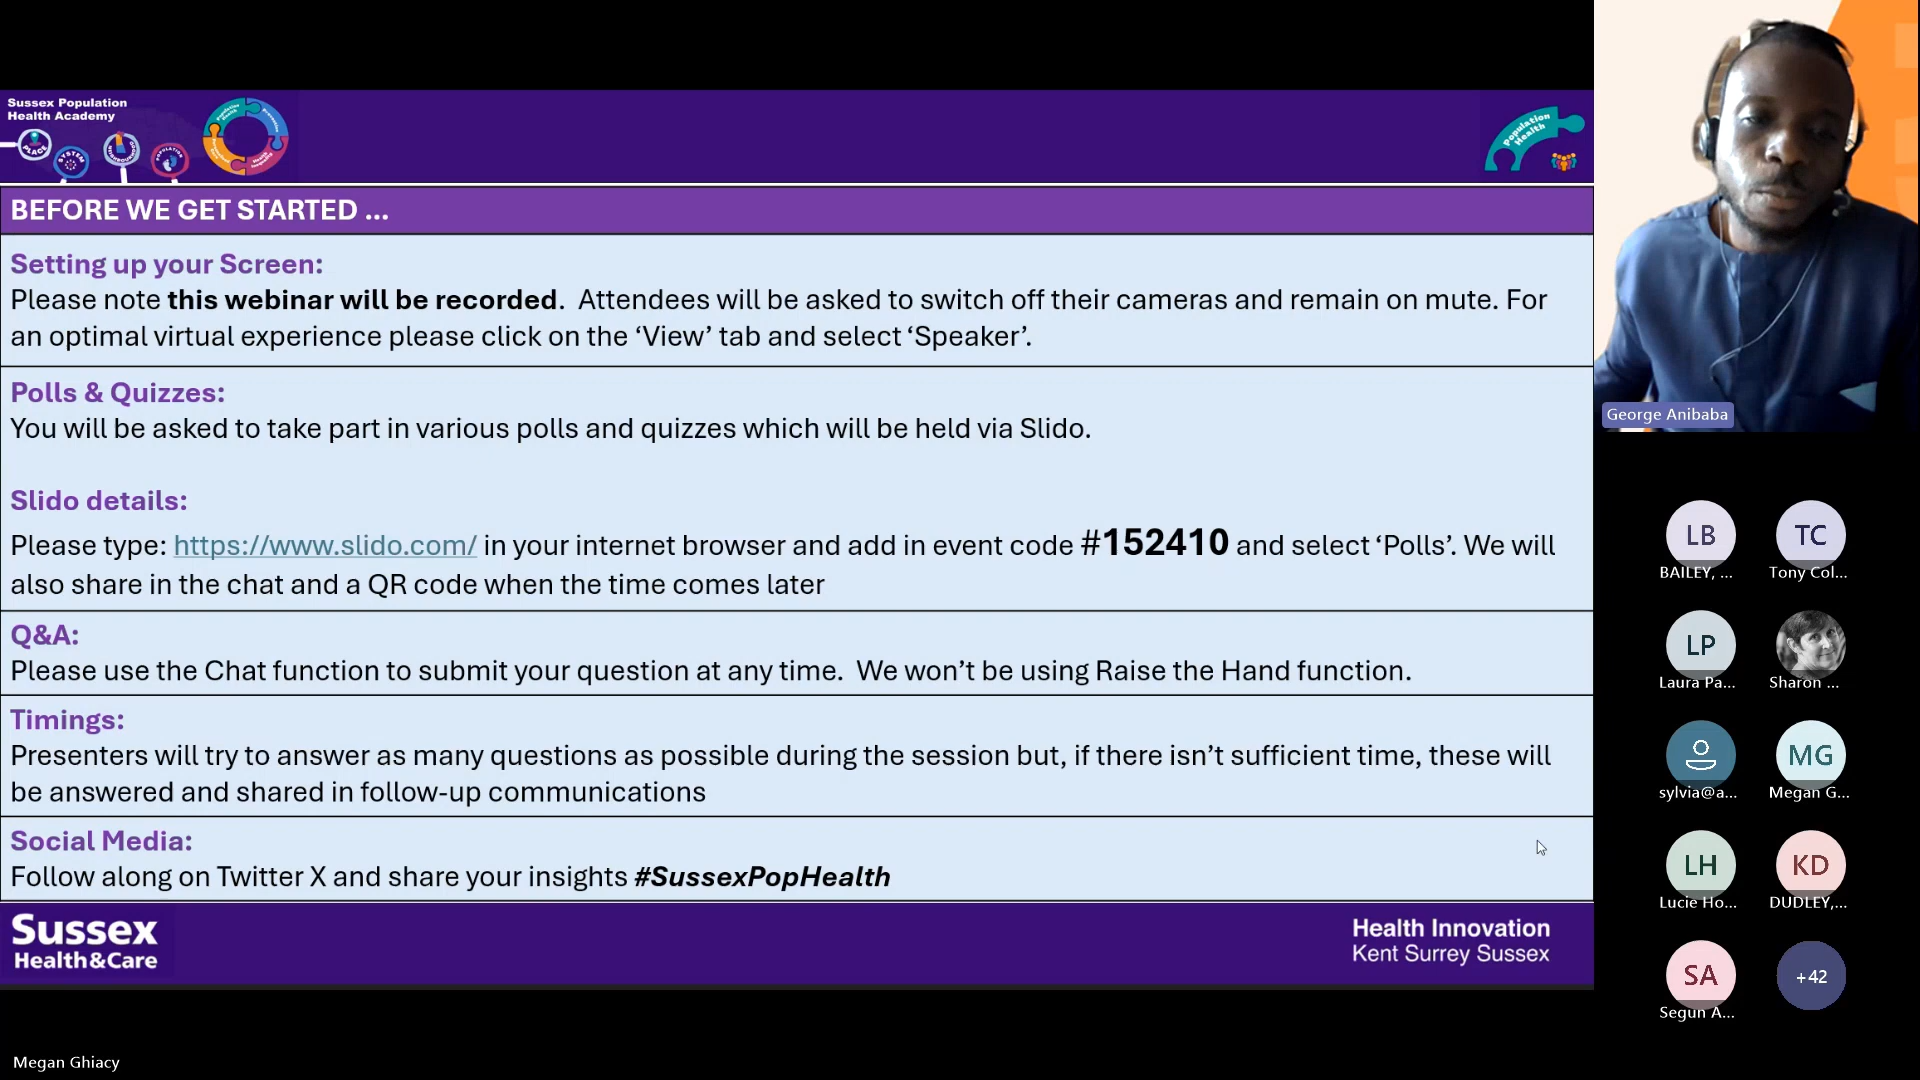 Sussex Population
Health Academy
PLACE
SYSTEM
Population
Health
BEFORE WE GET STARTED ...
Setting up your Screen:
Please note this webinar will be recorded.  Attendees will be asked to switch off their cameras and remain on mute. For
an optimal virtual experience please click on the ‘View’ tab and select ‘Speaker’.
Polls & Quizzes:
You will be asked to take part in various polls and quizzes which will be held via Slido.
Slido details:
Please type: https://www.slido.com/ in your internet browser and add in event code #152410 and select ‘Polls’. We will
also share in the chat and a QR code when the time comes later
Q&A:
Please use the Chat function to submit your question at any time.  We won’t be using Raise the Hand function.
Timings:
Presenters will try to answer as many questions as possible during the session but, if there isn’t sufficient time, these will
be answered and shared in follow-up communications
Social Media:
Follow along on Twitter X and share your insights #SussexPopHealth
Sussex
Health&Care
Health Innovation
Kent Surrey Sussex
Megan Ghiacy
George Anibaba
LB
BAILEY, ...
TC
Tony Col...
LP
Laura Pa...
Sharon ...
sylvia@a...
MG
Megan G...
LH
Lucie Ho...
KD
DUDLEY,...
SA
Segun A...
+42